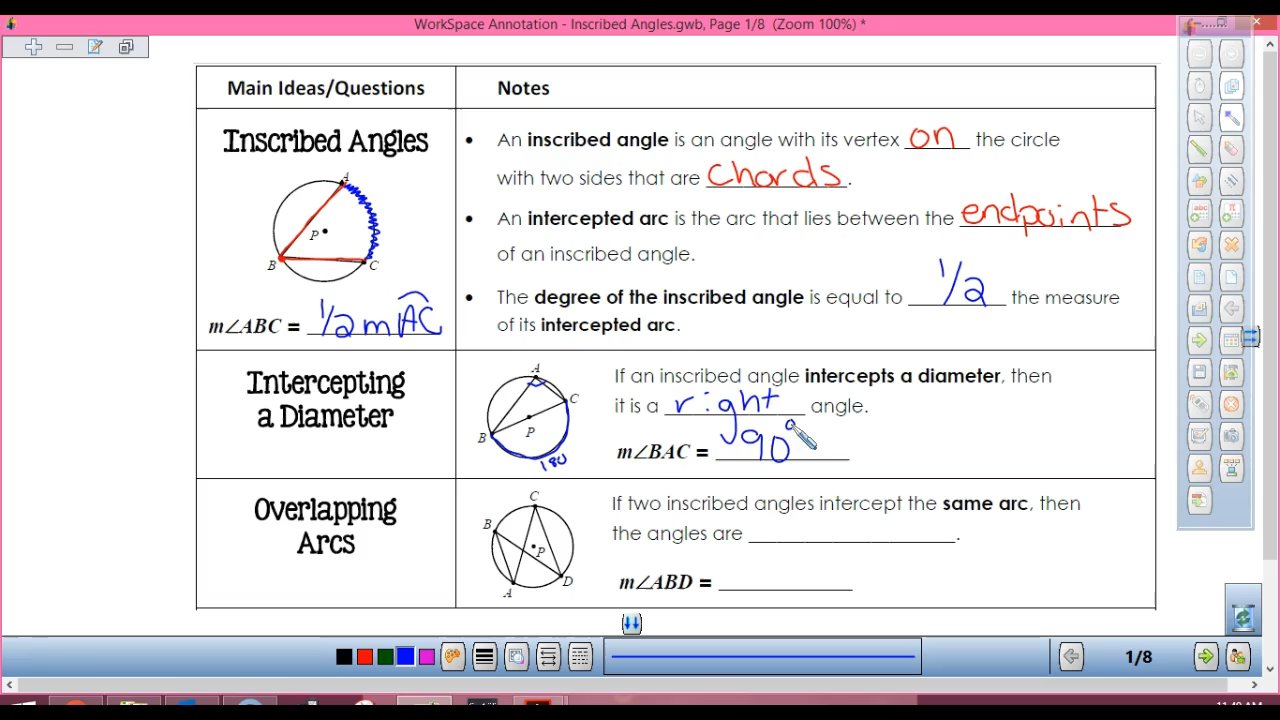 WorkSpace Annotation - Inscribed Angles.gwb, Page 1/8 (Zoom 100%) *
Main Ideas/Questions
Notes
Inscribed Angles
A
P
B
C
m∠ABC = 1/2 m AC
• An inscribed angle is an angle with its vertex on the circle
with two sides that are chords.
• An intercepted arc is the arc that lies between the endpoints
of an inscribed angle.
• The degree of the inscribed angle is equal to 1/2 the measure
of its intercepted arc.
Intercepting
a Diameter
A
C
P
B
180
If an inscribed angle intercepts a diameter, then
it is a right angle.
m∠BAC = 90°
Overlapping
Arcs
C
B
P
D
A
If two inscribed angles intercept the same arc, then
the angles are ____________________.
m∠ABD = ______________
1/8